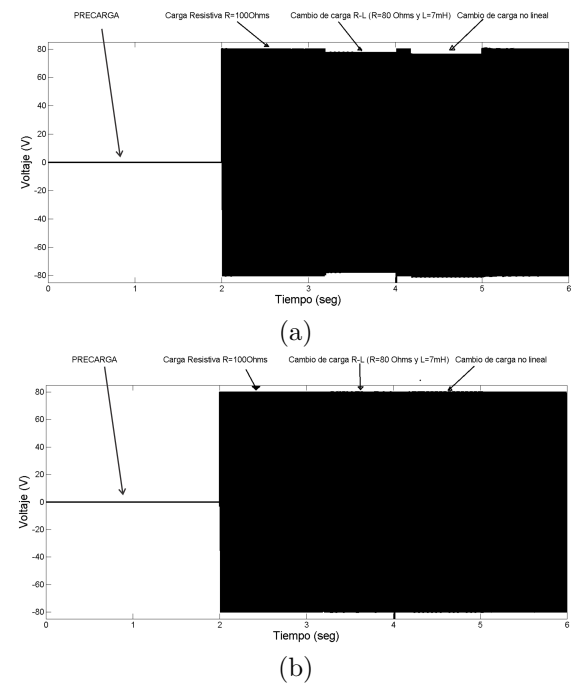 PRECARGA
Carga Resistiva R=100Ohms
Cambio de carga R-L (R=80 Ohms y L=7mH)
Cambio de carga no lineal
80
60
40
20
0
-20
-40
-60
-80
Voltaje (V)
0 1 2 3 4 5 6
Tiempo (seg)
(a)
PRECARGA
Carga Resistiva R=100Ohms
Cambio de carga R-L (R=80 Ohms y L=7mH)
Cambio de carga no lineal
80
60
40
20
0
-20
-40
-60
-80
Voltaje (V)
0 1 2 3 4 5 6
Tiempo (seg)
(b)